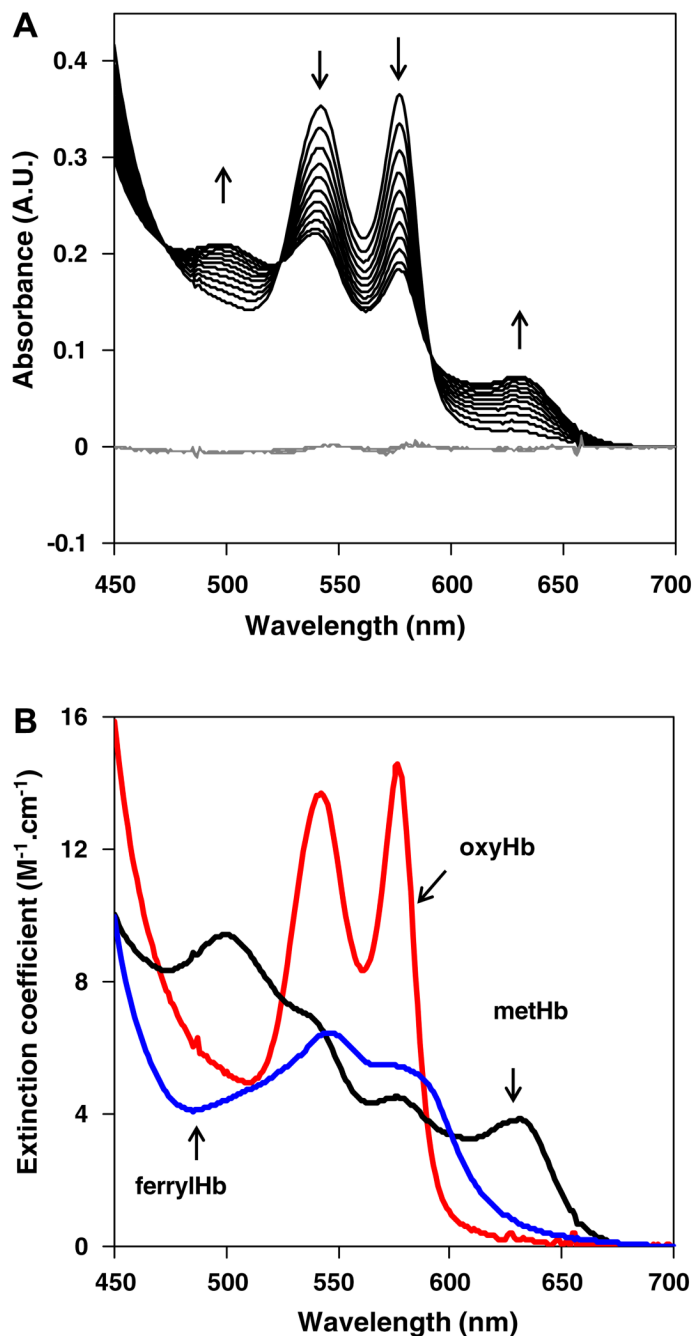 A
Absorbance (A.U.)
0.4
0.3
0.2
0.1
0
-0.1
450 500 550 600 650 700
Wavelength (nm)
B
Extinction coefficient (M⁻¹.cm⁻¹)
16
12
8
4
0
oxyHb
metHb
ferrylHb
450 500 550 600 650 700
Wavelength (nm)